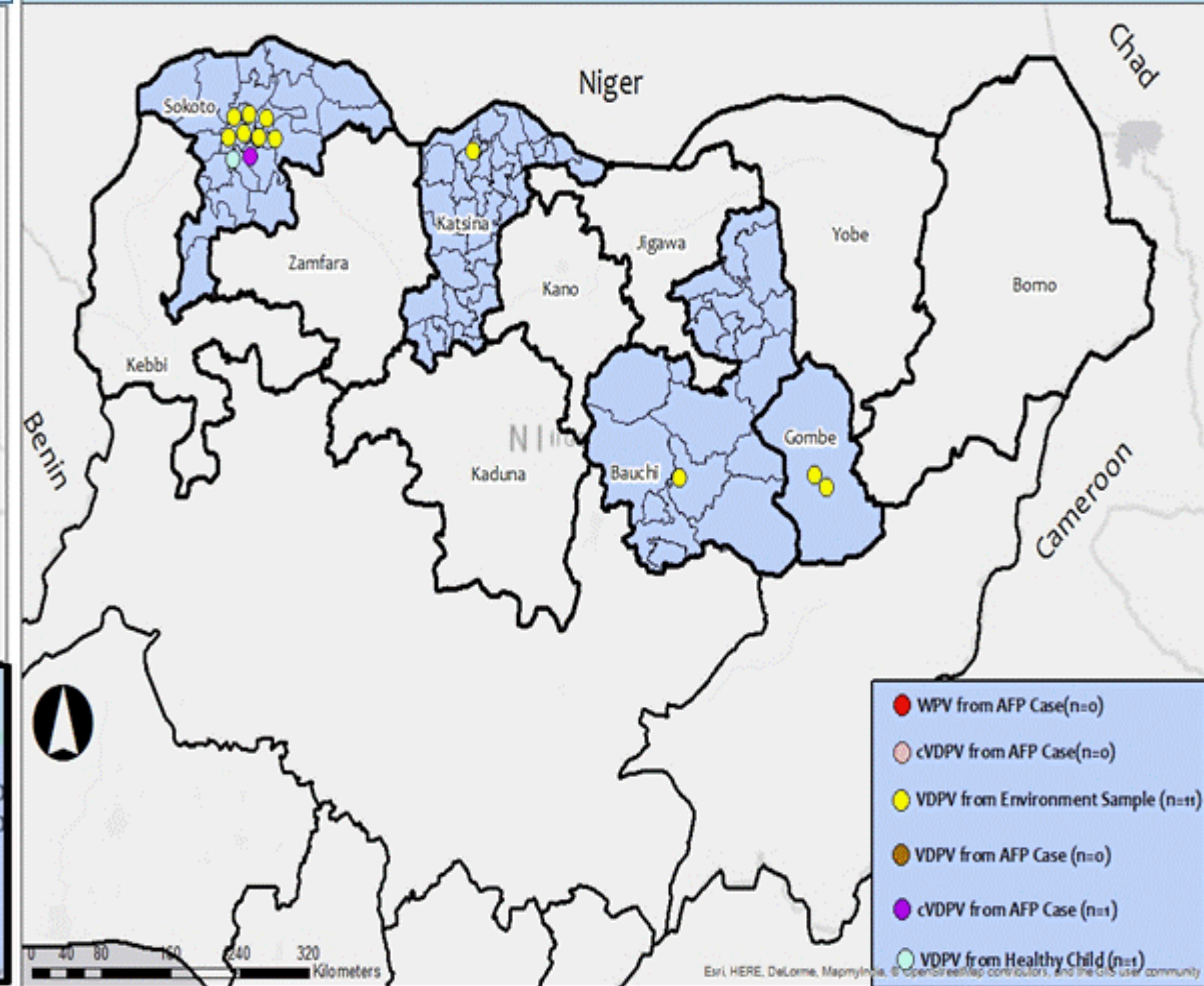 Chad
Niger
Sokoto
Katsina
Zamfara
Jigawa
Yobe
Kano
Borno
Kebbi
Benin
Gombe
Kaduna
Bauchi
Cameroon
WPV from AFP Case(n=0)
cVDPV from AFP Case(n=0)
VDPV from Environment Sample (n=11)
VDPV from AFP Case (n=0)
cVDPV from AFP Case (n=1)
VDPV from Healthy Child (n=1)
0 40 80 160 240 320
Kilometers
Esri, HERE, DeLorme, MapmyIndia, © OpenStreetMap contributors, and the GIS user community